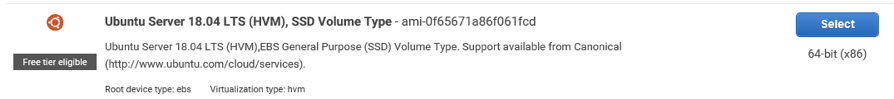 Ubuntu Server 18.04 LTS (HVM), SSD Volume Type - ami-0f65671a86f061fcd
Select
Ubuntu Server 18.04 LTS (HVM),EBS General Purpose (SSD) Volume Type. Support available from Canonical
64-bit (x86)
Free tier eligible
(http://www.ubuntu.com/cloud/services).
Root device type: ebs Virtualization type: hvm